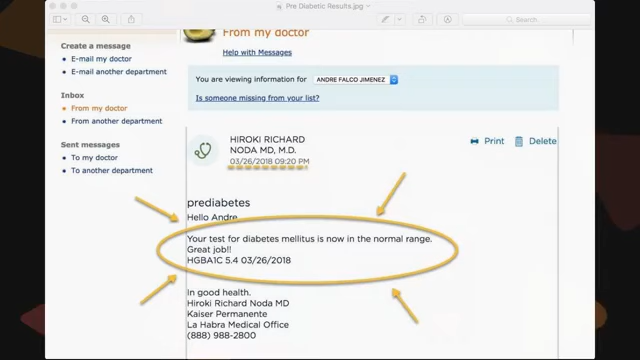 Pre Diabetic Results.jpg
Search
From my doctor
Create a message
E-mail my doctor
E-mail another department
Inbox
From my doctor
From another department
Sent messages
To my doctor
To another department
Help with Messages
You are viewing information for ANDRE FALCO JIMENEZ
Is someone missing from your list?
HIROKI RICHARD
NODA MD, M.D.
03/26/2018 09:20 PM
Print Delete
prediabetes
Hello Andre
Your test for diabetes mellitus is now in the normal range.
Great job!!
HGBA1C 5.4 03/26/2018
In good health.
Hiroki Richard Noda MD
Kaiser Permanente
La Habra Medical Office
(888) 988-2800